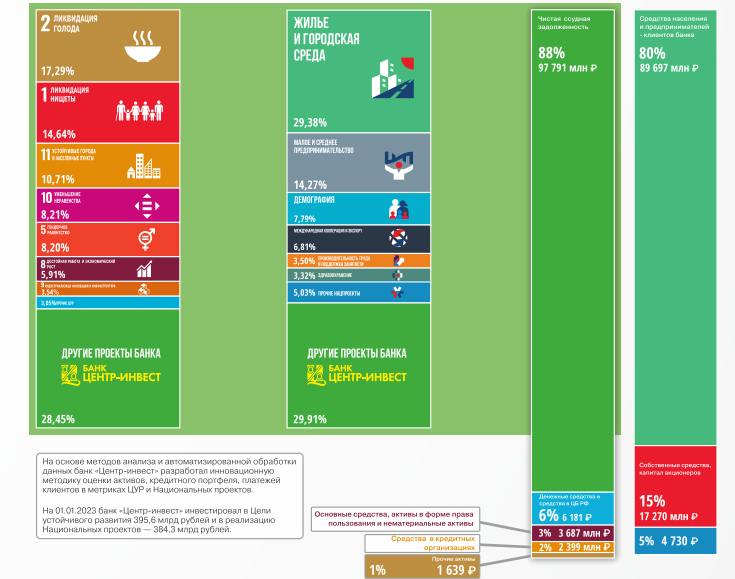 2 ЛИКВИДАЦИЯ
ГОЛОДА
17,29%
1 ЛИКВИДАЦИЯ
НИЩЕТЫ
14,64%
11 УСТОЙЧИВЫЕ ГОРОДА
И НАСЕЛЕННЫЕ ПУНКТЫ
10,71%
10 УМЕНЬШЕНИЕ
НЕРАВЕНСТВА
8,21%
5 ГЕНДЕРНОЕ
РАВЕНСТВО
8,20%
8 ДОСТОЙНАЯ РАБОТА И ЭКОНОМИЧЕСКИЙ
РОСТ
5,91%
9 ИНДУСТРИАЛИЗАЦИЯ ИННОВАЦИИ И ИНФРАСТРУКТУРА
3,54%
3,05% ПРОЧИЕ ЦУР
ДРУГИЕ ПРОЕКТЫ БАНКА
БАНК
ЦЕНТР-ИНВЕСТ
28,45%
ЖИЛЬЕ
И ГОРОДСКАЯ
СРЕДА
29,38%
МАЛОЕ И СРЕДНЕЕ
ПРЕДПРИНИМАТЕЛЬСТВО
14,27%
ДЕМОГРАФИЯ
7,79%
МЕЖДУНАРОДНАЯ КООПЕРАЦИЯ И ЭКСПОРТ
6,81%
3,50% ПРОИЗВОДИТЕЛЬНОСТЬ ТРУДА
И ПОДДЕРЖКА ЗАНЯТОСТИ
3,32% ЗДРАВООХРАНЕНИЕ
5,03% ПРОЧИЕ НАЦПРОЕКТЫ
ДРУГИЕ ПРОЕКТЫ БАНКА
БАНК
ЦЕНТР-ИНВЕСТ
29,91%
Чистая ссудная
задолженность
88%
97 791 млн ₽
Денежные средства и
средства в ЦБ РФ
6% 6 181 млн ₽
3% 3 687 млн ₽
2% 2 399 млн ₽
Средства населения
и предпринимателей
- клиентов банка
80%
89 697 млн ₽
Собственные средства,
капитал акционеров
15%
17 270 млн ₽
5% 4 730 млн ₽
На основе методов анализа и автоматизированной обработки
данных банк «Центр-инвест» разработал инновационную
методику оценки активов, кредитного портфеля, платежей
клиентов в метриках ЦУР и Национальных проектов.
На 01.01.2023 банк «Центр-инвест» инвестировал в Цели
устойчивого развития 395,6 млрд рублей и в реализацию
Национальных проектов — 384,3 млрд рублей.
Основные средства, активы в форме права
пользования и нематериальные активы
Средства в кредитных
организациях
Прочие активы
1% 1 639 ₽